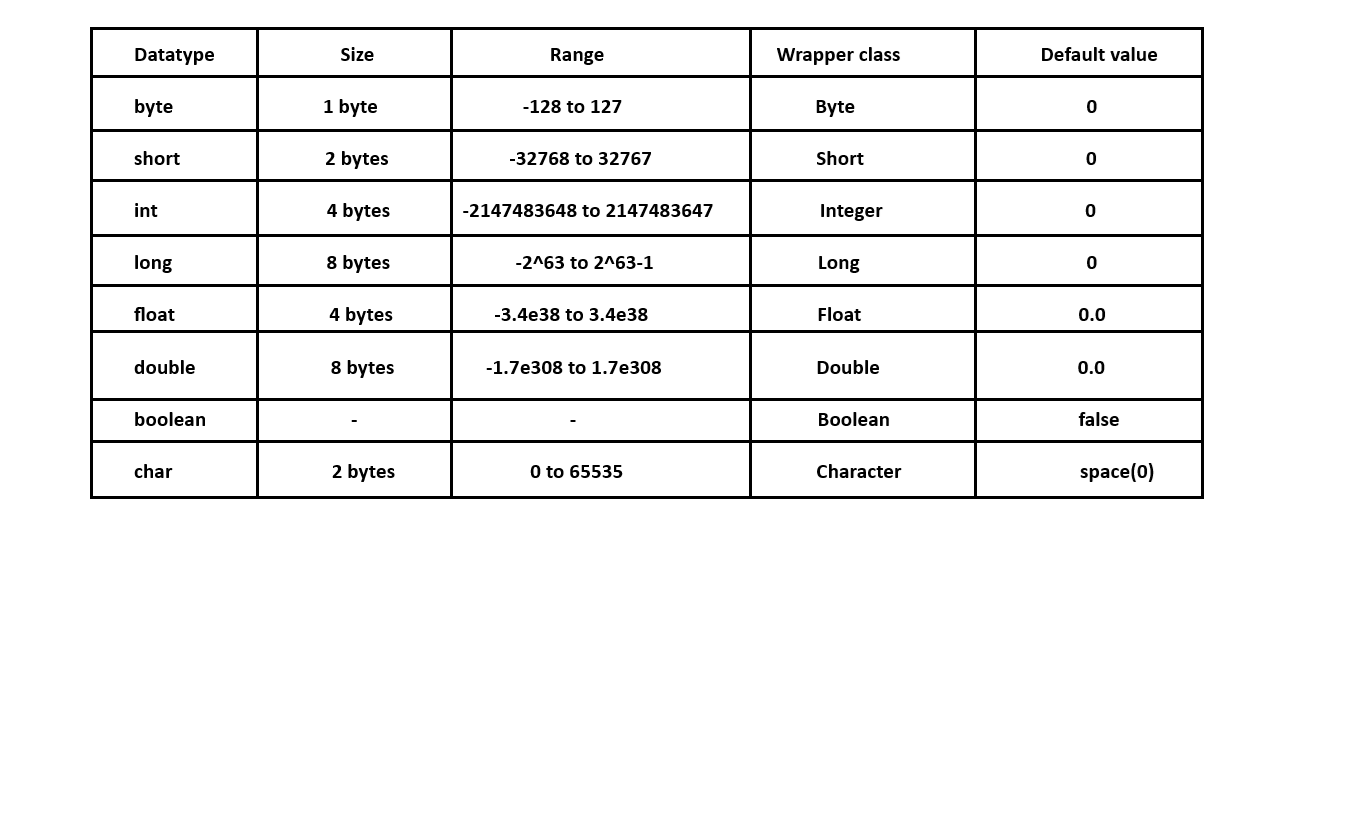 Datatype Size Range Wrapper class Default value
byte 1 byte -128 to 127 Byte 0
short 2 bytes -32768 to 32767 Short 0
int 4 bytes -2147483648 to 2147483647 Integer 0
long 8 bytes -2^63 to 2^63-1 Long 0
float 4 bytes -3.4e38 to 3.4e38 Float 0.0
double 8 bytes -1.7e308 to 1.7e308 Double 0.0
boolean - - Boolean false
char 2 bytes 0 to 65535 Character space(0)